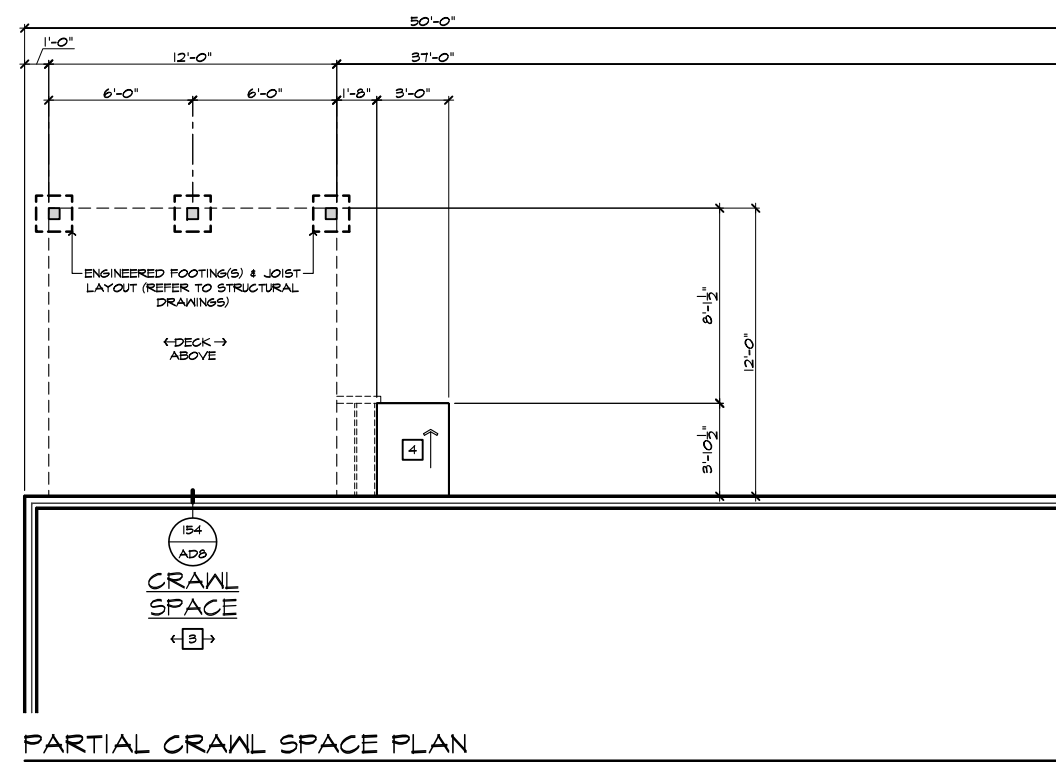 50'-0"
1'-0"
12'-0"
37'-0"
6'-0"
6'-0"
1'-8"
3'-0"
ENGINEERED FOOTING(S) & JOIST
LAYOUT (REFER TO STRUCTURAL
DRAWINGS)
8'-1½"
12'-0"
←DECK→
ABOVE
3'-10½"
4
154
AD8
CRAWL
SPACE
←3→
PARTIAL CRAWL SPACE PLAN